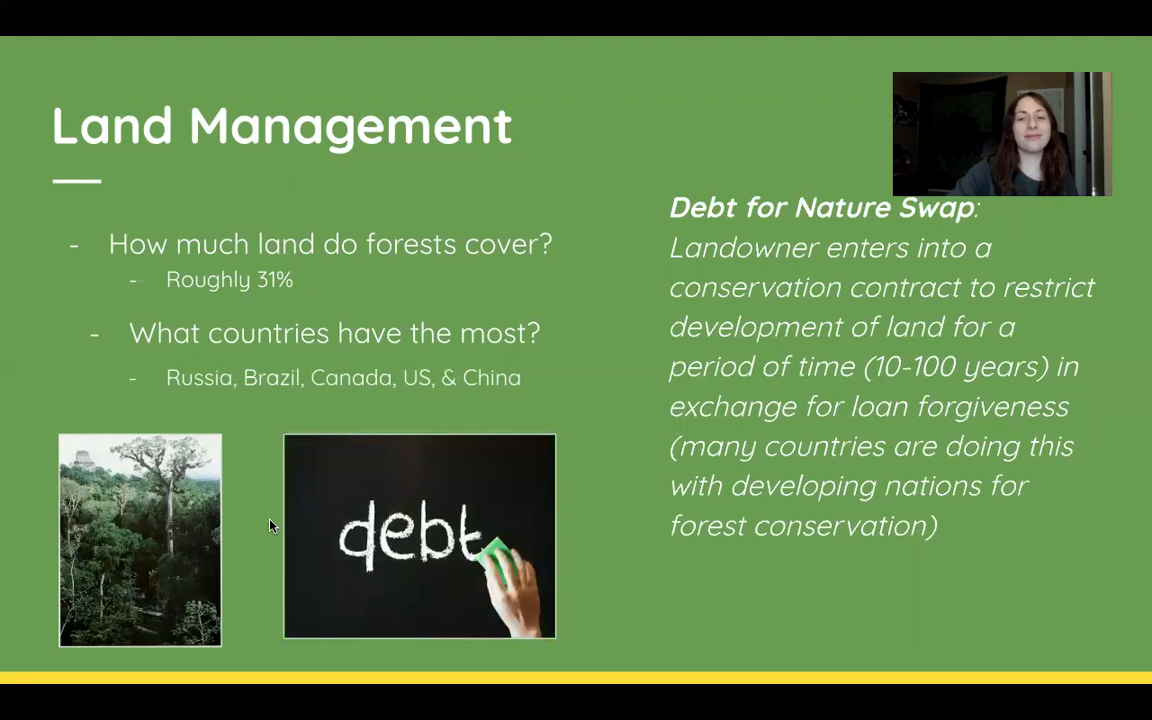 Land Management
- How much land do forests cover?
- Roughly 31%
- What countries have the most?
- Russia, Brazil, Canada, US, & China
debt
Debt for Nature Swap:
Landowner enters into a
conservation contract to restrict
development of land for a
period of time (10-100 years) in
exchange for loan forgiveness
(many countries are doing this
with developing nations for
forest conservation)